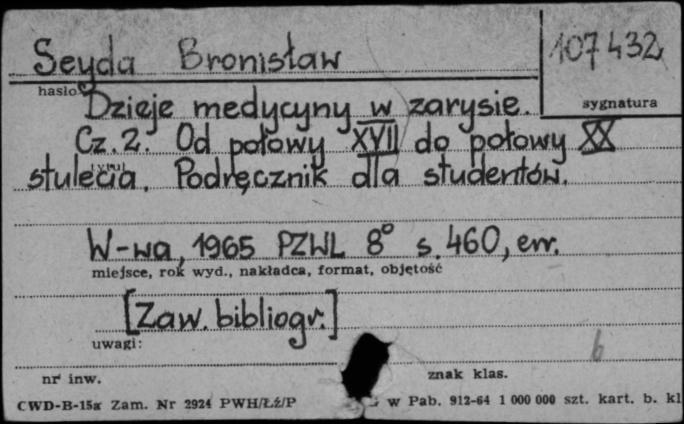 Seyda Bronisław
107432
hasło
sygnatura
Dzieje medycyny w zarysie.
Cz. 2. Od połowy XVII do połowy XX
stulecia. Podręcznik dla studentów.
W-wa, 1965 PZWL 8° s. 460, err.
miejsce, rok wyd., nakładca, format, objętość
[Zaw. bibliogr.]
uwagi:
b
nr inw.
znak klas.
CWD-B-15a Zam. Nr 2924 PWH/Łź/P w Pab. 912-64 1 000 000 szt. kart. b. kl